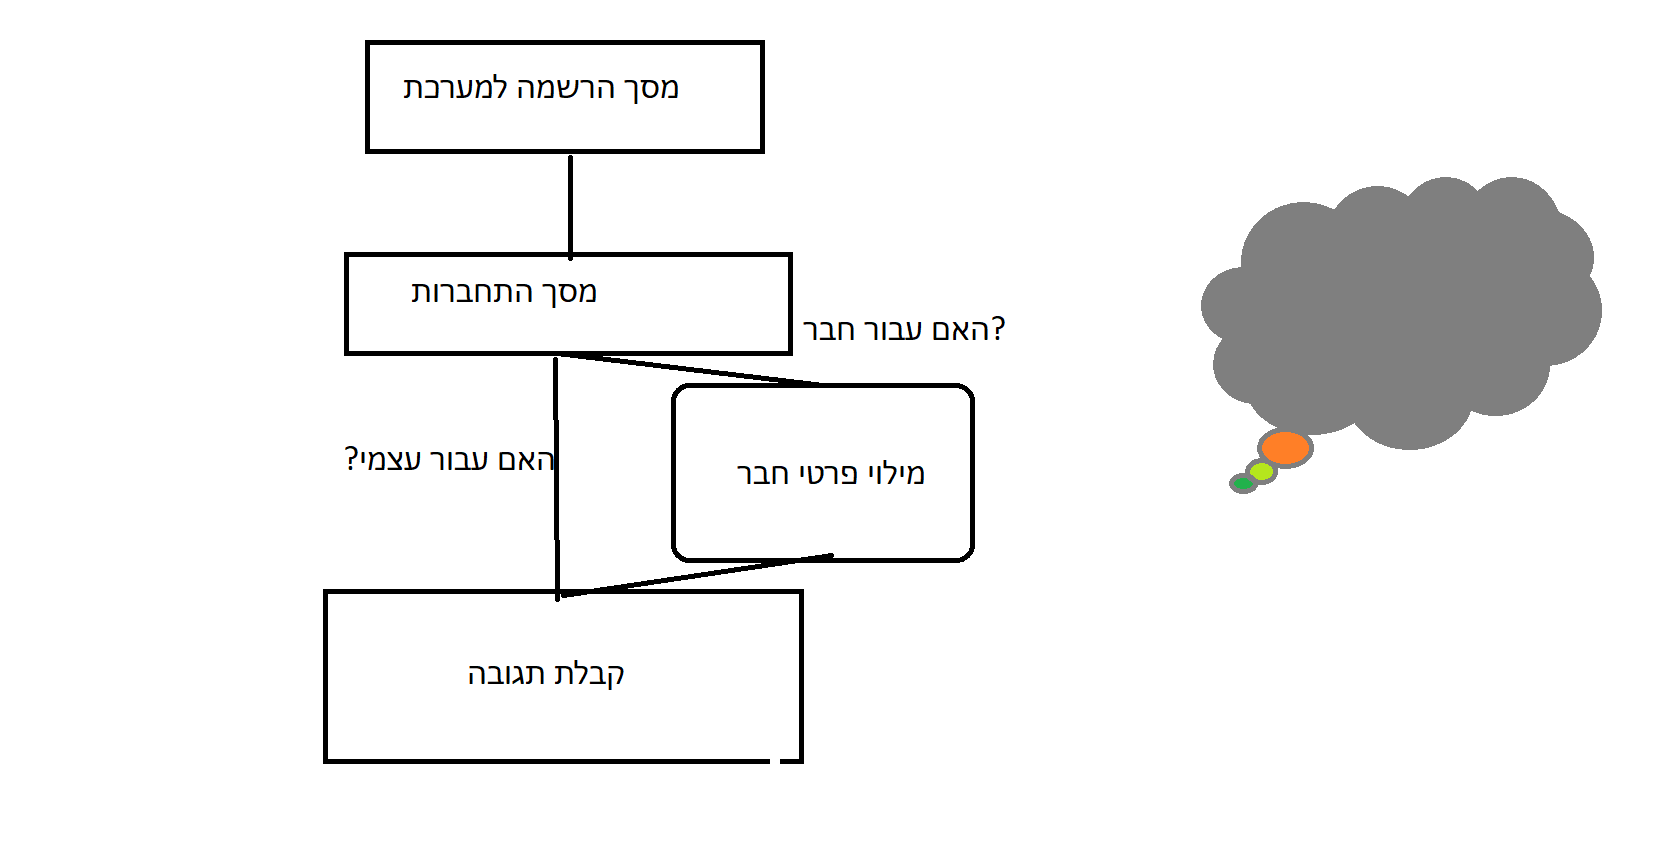 מסך הרשמה למערכת
מסך התחברות
האם עבור חבר?
האם עבור עצמי?
מילוי פרטי חבר
קבלת תגובה